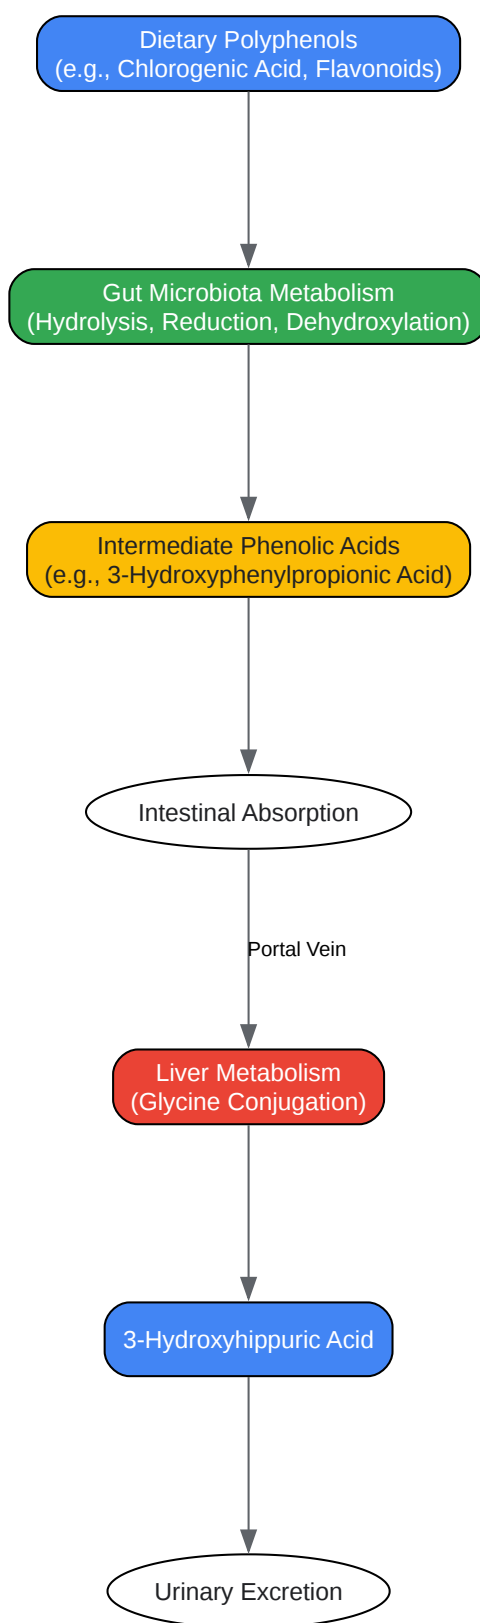 Dietary Polyphenols
(e.g., Chlorogenic Acid, Flavonoids)
Gut Microbiota Metabolism
(Hydrolysis, Reduction, Dehydroxylation)
Intermediate Phenolic Acids
(e.g., 3-Hydroxyphenylpropionic Acid)
Intestinal Absorption
Portal Vein
Liver Metabolism
(Glycine Conjugation)
3-Hydroxyhippuric Acid
Urinary Excretion